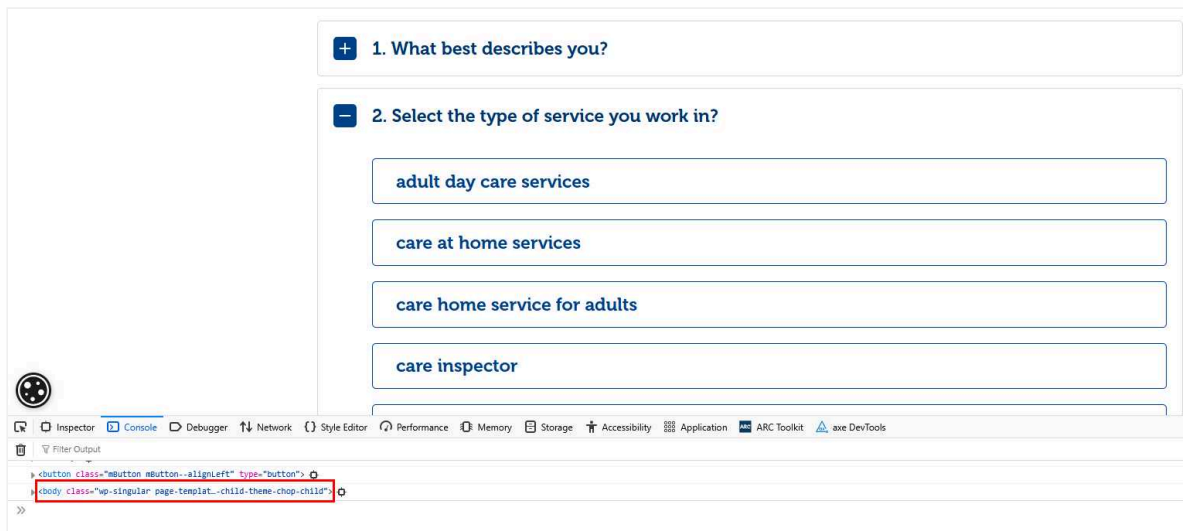 1. What best describes you?
2. Select the type of service you work in?
adult day care services
care at home services
care home service for adults
care inspector
Inspector Console Debugger Network {} Style Editor Performance Memory Storage Accessibility Application ARC ARC Toolkit axe DevTools
Filter Output
<button class="mButton mButton--alignLeft" type="button">
<body class="wp-singular page-templat…-child-theme-chop-child">
>>